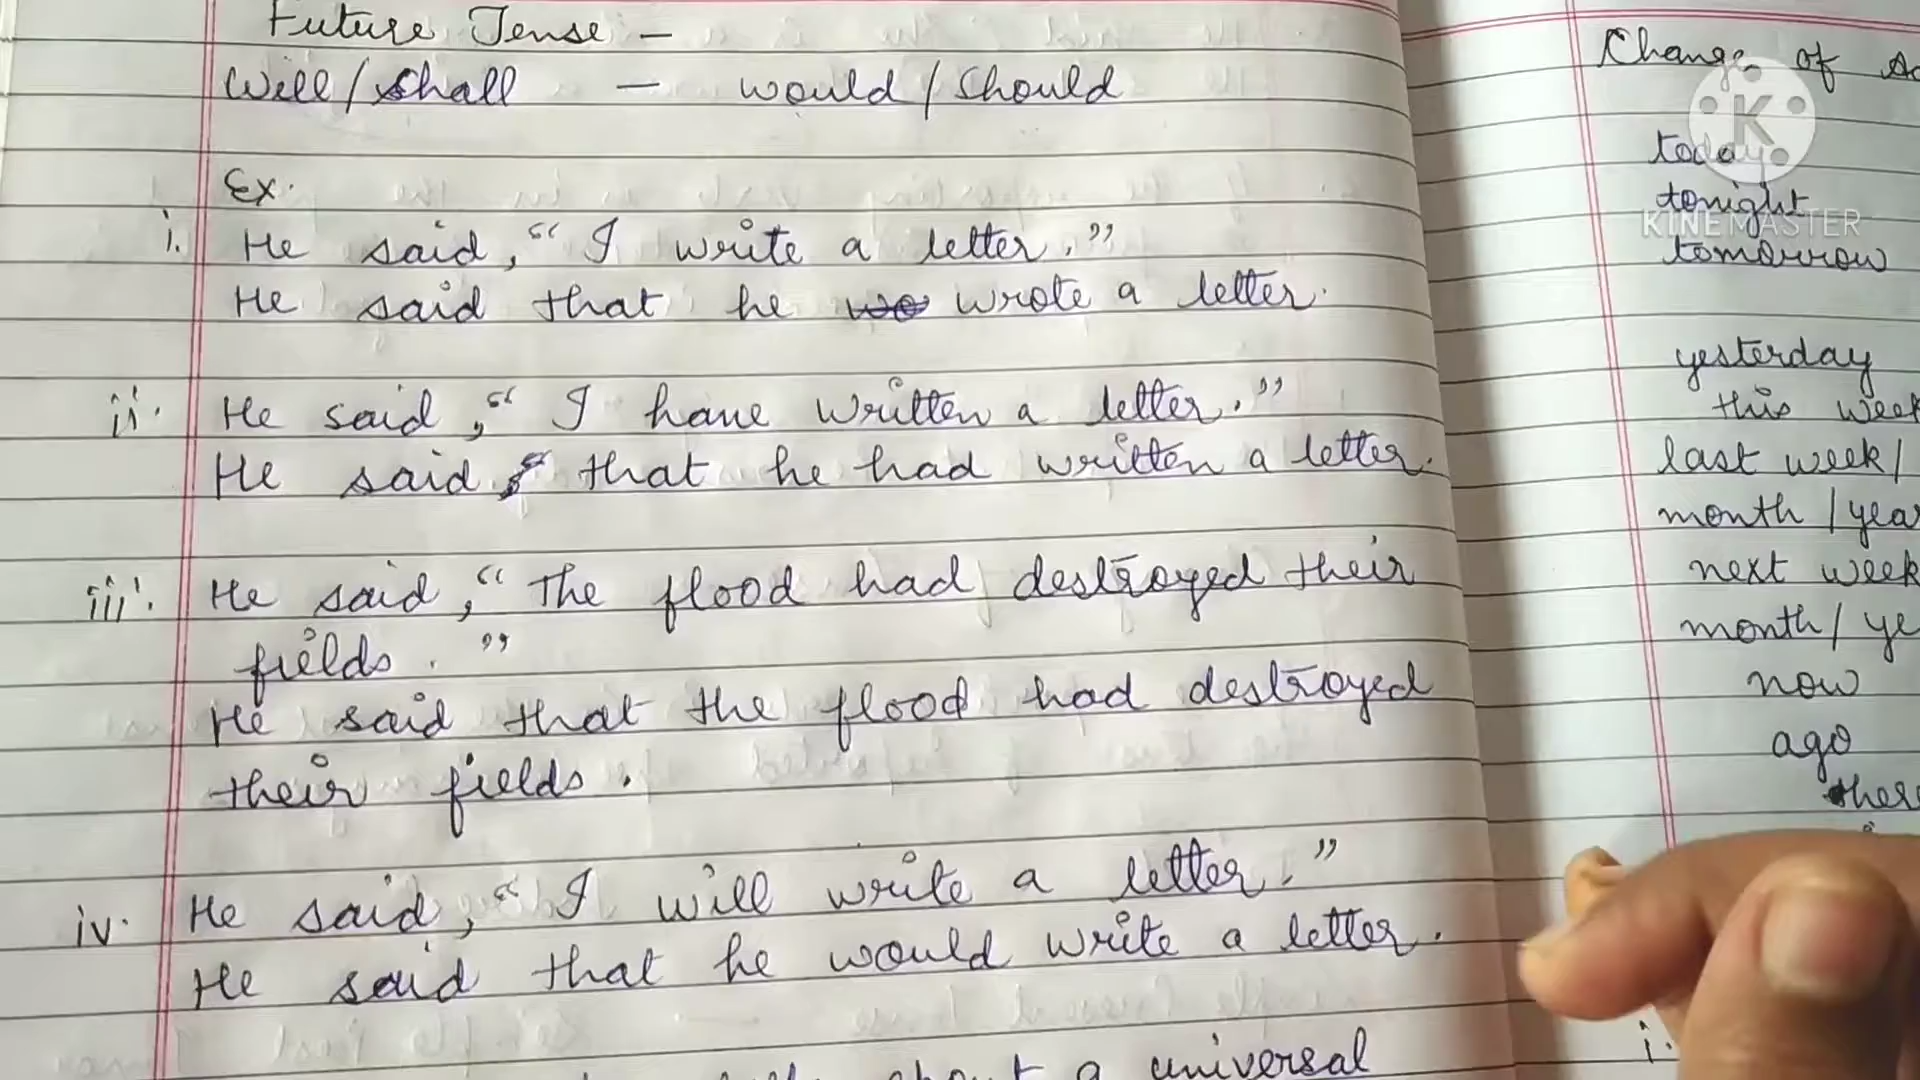 Future Tense -
Will/shall - would/should
Ex.
i. He said, "I write a letter."
He said that he wrote a letter.
ii. He said, "I have written a letter."
He said that he had written a letter.
iii. He said, "The flood had destroyed their
fields."
He said that the flood had destroyed
their fields.
iv. He said, "I will write a letter."
He said that he would write a letter.
about a universal
Change of
today
tonight
tomorrow
yesterday
this week
last week/
month/year
next week
month/
now
ago
i.
K
KINEMASTER